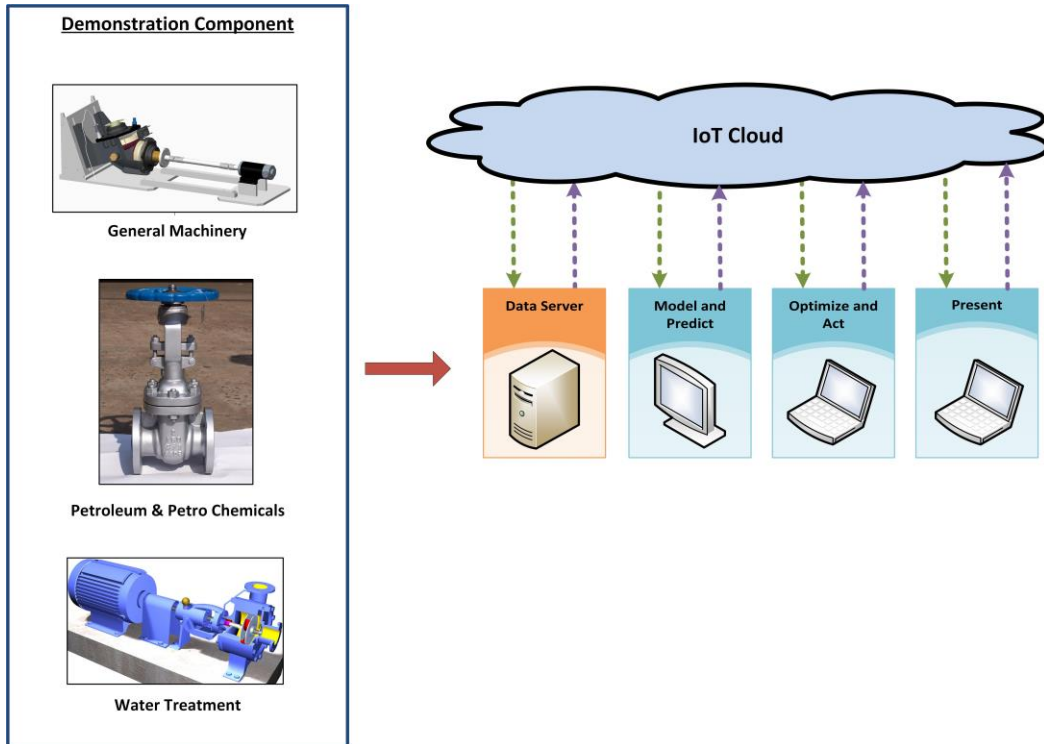 Demonstration Component
General Machinery
Petroleum & Petro Chemicals
Water Treatment
IoT Cloud
Data Server
Model and
Predict
Optimize and
Act
Present